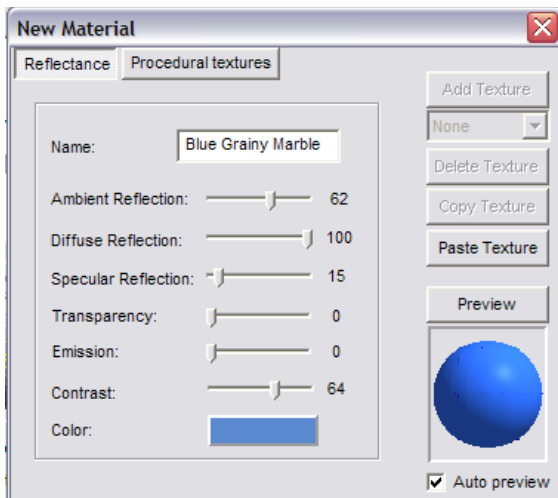 New Material
Reflectance Procedural textures
Name: Blue Grainy Marble
Ambient Reflection: 62
Diffuse Reflection: 100
Specular Reflection: 15
Transparency: 0
Emission: 0
Contrast: 64
Color:
Add Texture
None
Delete Texture
Copy Texture
Paste Texture
Preview
Auto preview